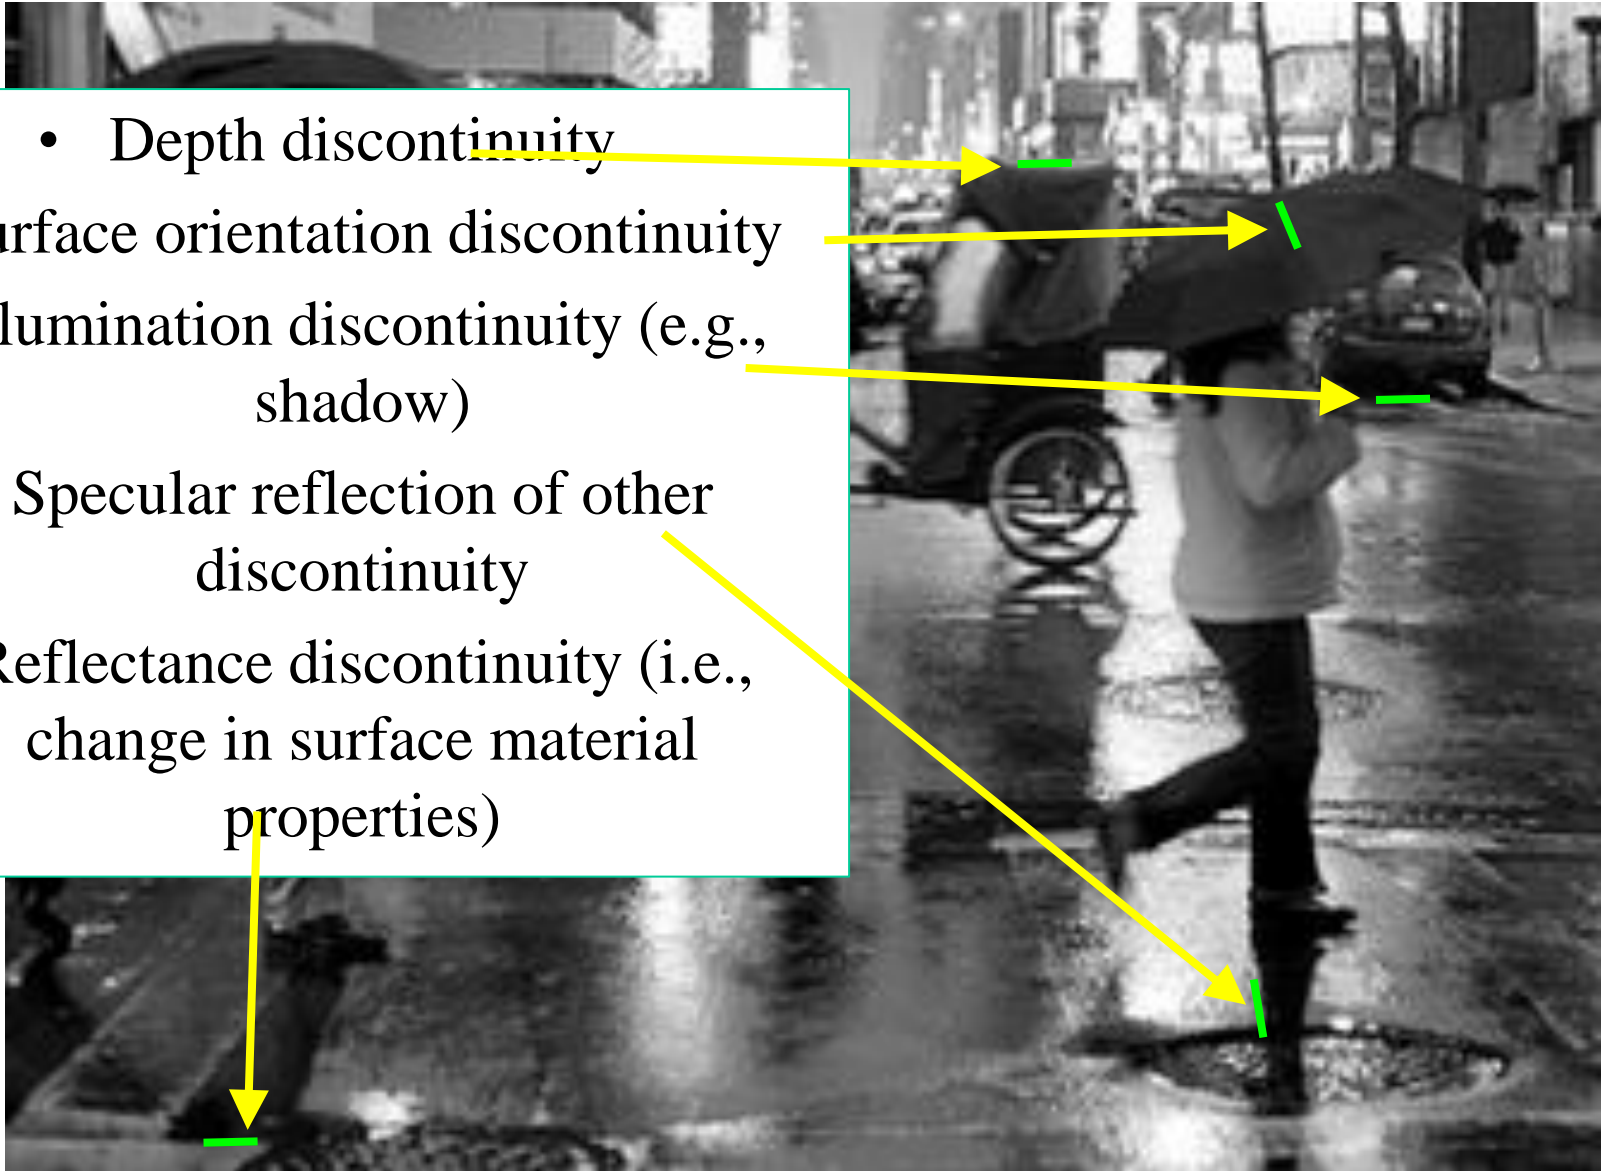 • Depth discontinuity
urface orientation discontinuity
lumination discontinuity (e.g.,
shadow)
Specular reflection of other
discontinuity
Reflectance discontinuity (i.e.,
change in surface material
properties)